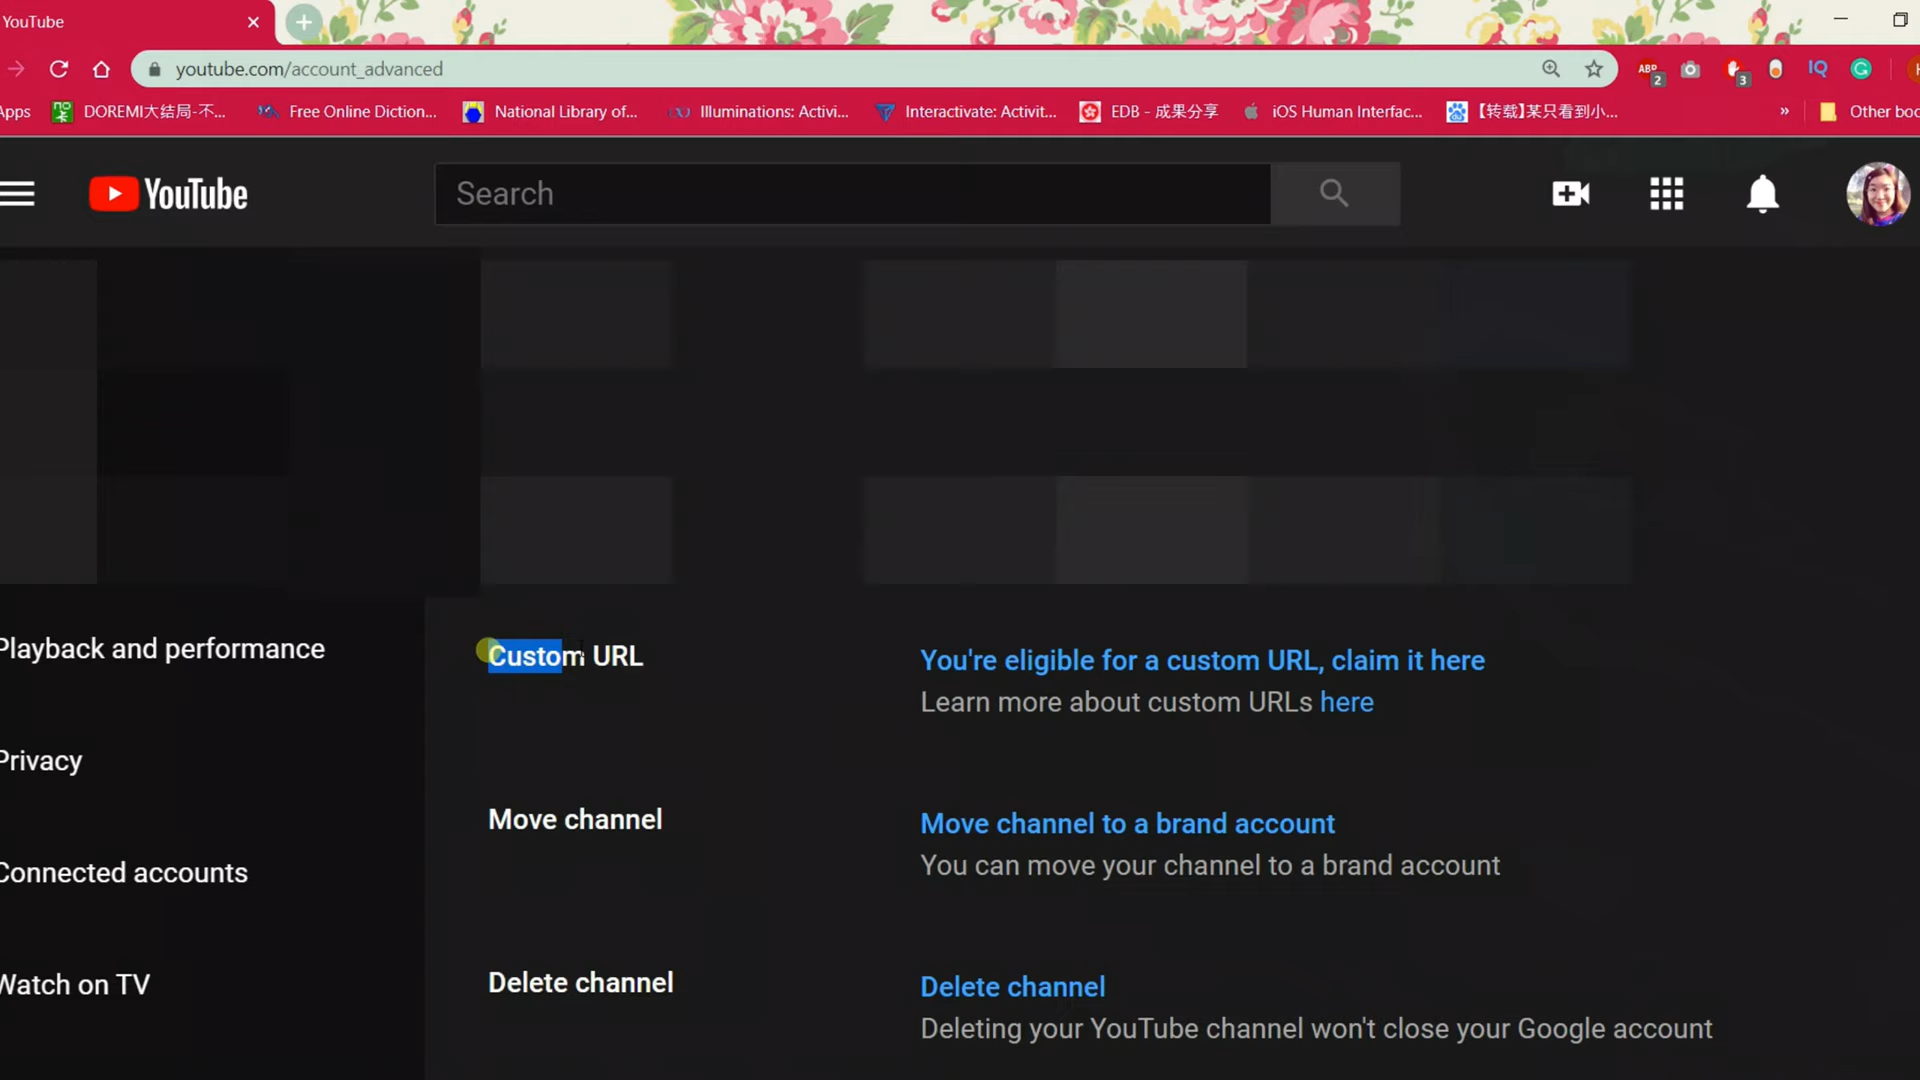 YouTube
youtube.com/account_advanced
ABP 2 3 IQ
Apps DOREMI大结局-不... Free Online Diction... National Library of... Illuminations: Activi... Interactivate: Activit... EDB - 成果分享 iOS Human Interfac... 【转载】某只看到小... » Other boo
YouTube Search
Playback and performance
Custom URL
You're eligible for a custom URL, claim it here
Learn more about custom URLs here
Privacy
Move channel
Move channel to a brand account
You can move your channel to a brand account
Connected accounts
Watch on TV
Delete channel
Delete channel
Deleting your YouTube channel won't close your Google account